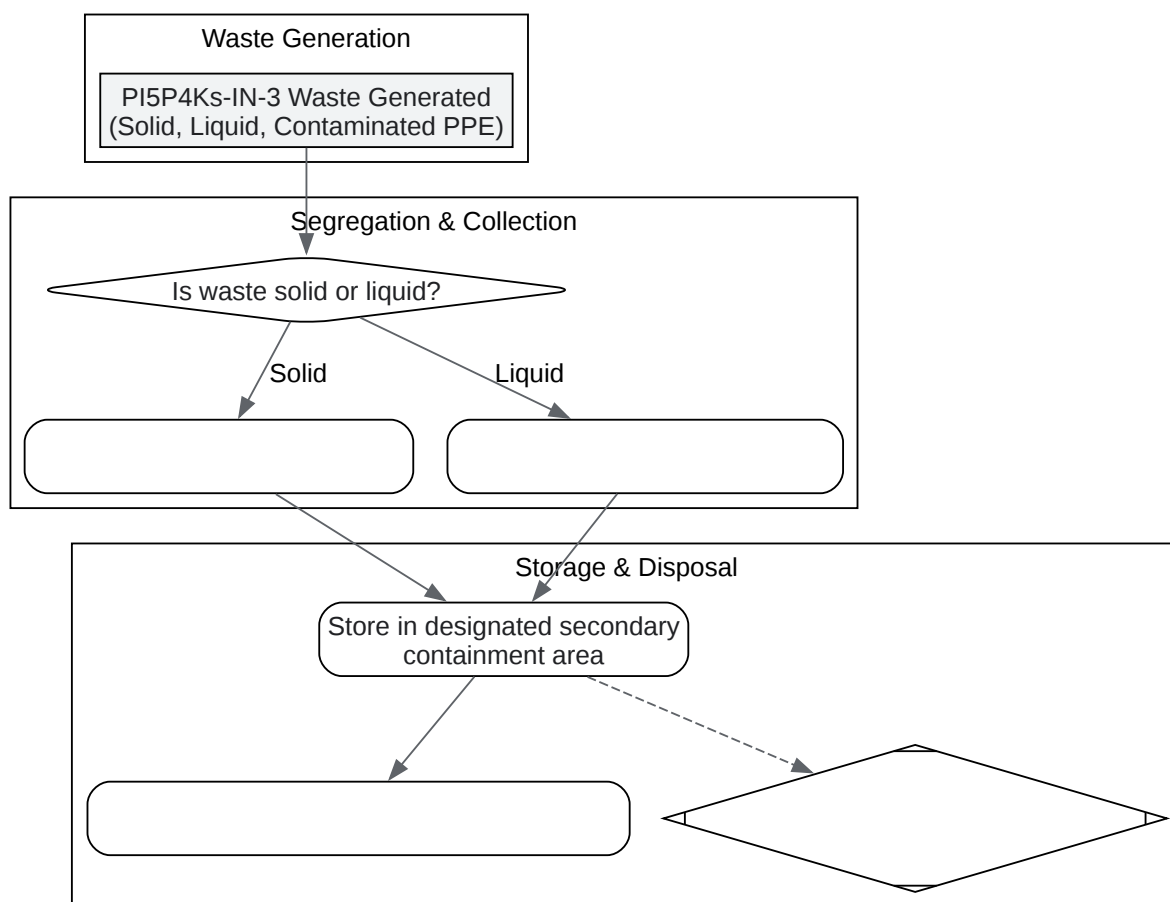 Waste Generation
PI5P4Ks-IN-3 Waste Generated
(Solid, Liquid, Contaminated PPE)
Segregation & Collection
Is waste solid or liquid?
Solid
Liquid
Storage & Disposal
Store in designated secondary
containment area